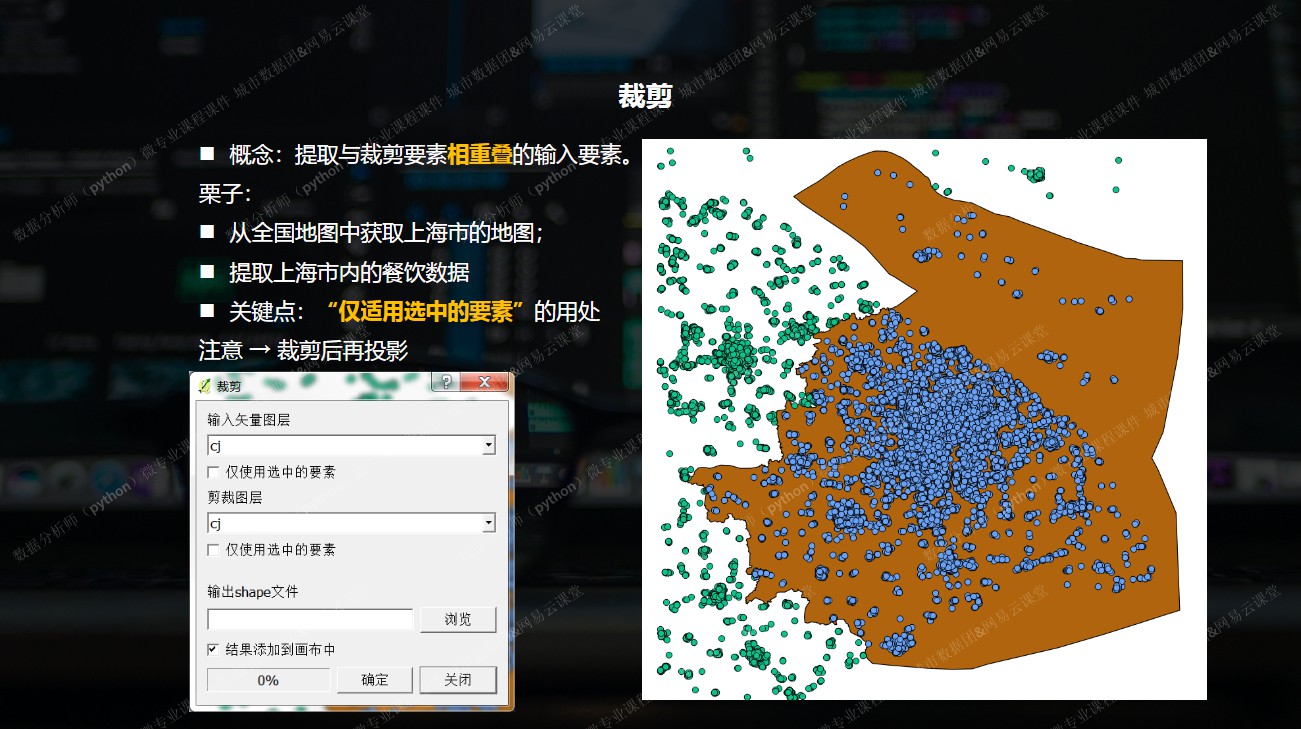 裁剪
■ 概念：提取与裁剪要素相重叠的输入要素。
栗子：
■ 从全国地图中获取上海市的地图；
■ 提取上海市内的餐饮数据
■ 关键点：“仅适用选中的要素”的用处
注意 → 裁剪后再投影
裁剪
?
X
输入矢量图层
cj
仅使用选中的要素
剪裁图层
cj
仅使用选中的要素
输出shape文件
浏览
结果添加到画布中
0%
确定
关闭
数据分析师（python）微专业课程课件 城市数据团&网易云课堂